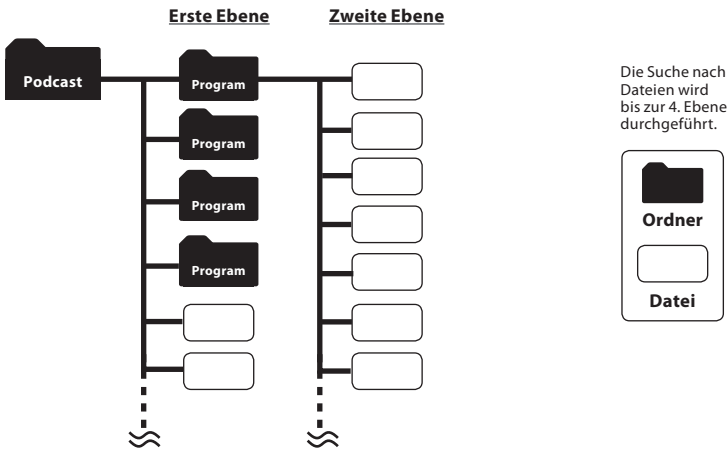 Erste Ebene
Zweite Ebene
Podcast
Program
Program
Program
Program
Die Suche nach
Dateien wird
bis zur 4. Ebene
durchgeführt.
Ordner
Datei